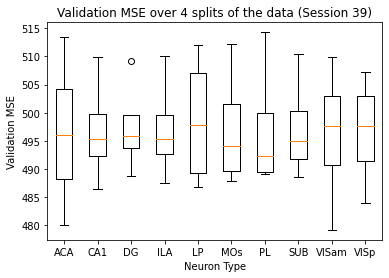 Validation MSE over 4 splits of the data (Session 39)
Validation MSE
515
510
505
500
495
490
485
480
ACA CA1 DG ILA LP MOs PL SUB VISam VISp
Neuron Type